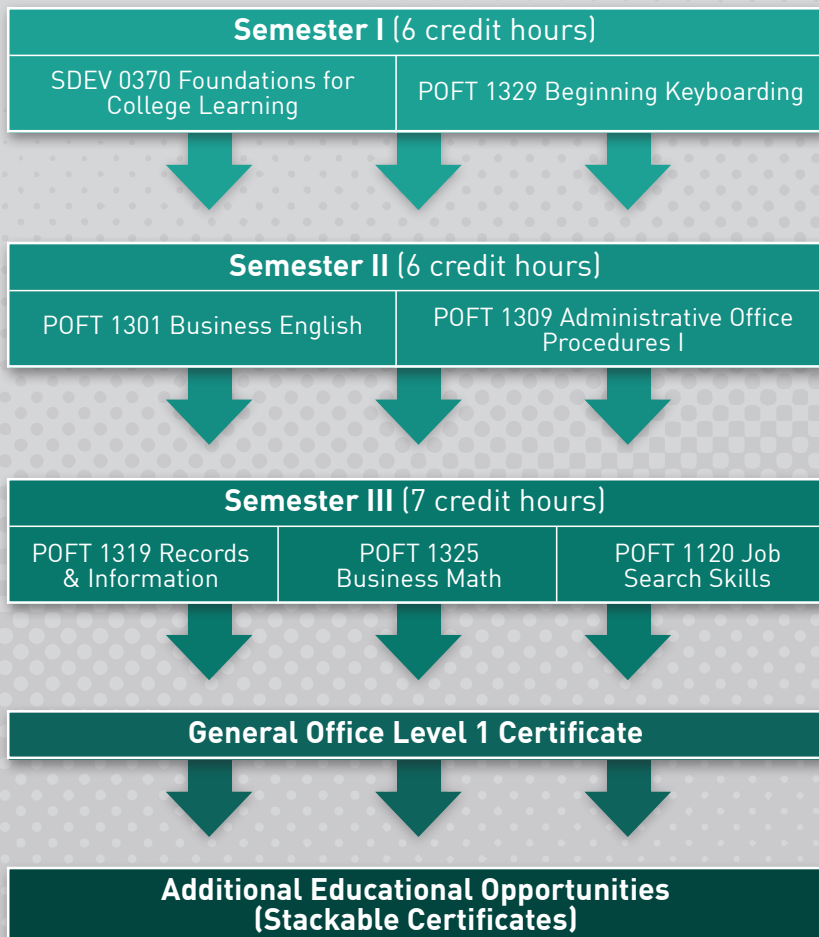 Semester I (6 credit hours)
SDEV 0370 Foundations for
College Learning
POFT 1329 Beginning Keyboarding
Semester II (6 credit hours)
POFT 1301 Business English
POFT 1309 Administrative Office
Procedures I
Semester III (7 credit hours)
POFT 1319 Records
& Information
POFT 1325
Business Math
POFT 1120 Job
Search Skills
General Office Level 1 Certificate
Additional Educational Opportunities
(Stackable Certificates)